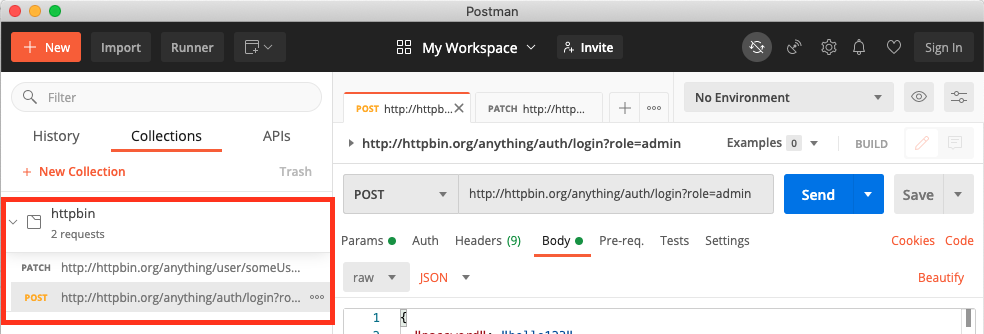 Postman
New
Import
Runner
My Workspace
Invite
Sign In
Filter
History
Collections
APIs
+ New Collection
Trash
httpbin
2 requests
PATCH http://httpbin.org/anything/user/someUs...
POST http://httpbin.org/anything/auth/login?ro...
POST http://httpb...
PATCH http://http...
No Environment
http://httpbin.org/anything/auth/login?role=admin
Examples 0
BUILD
POST
http://httpbin.org/anything/auth/login?role=admin
Send
Save
Params
Auth
Headers (9)
Body
Pre-req.
Tests
Settings
Cookies
Code
raw
JSON
Beautify
1 {